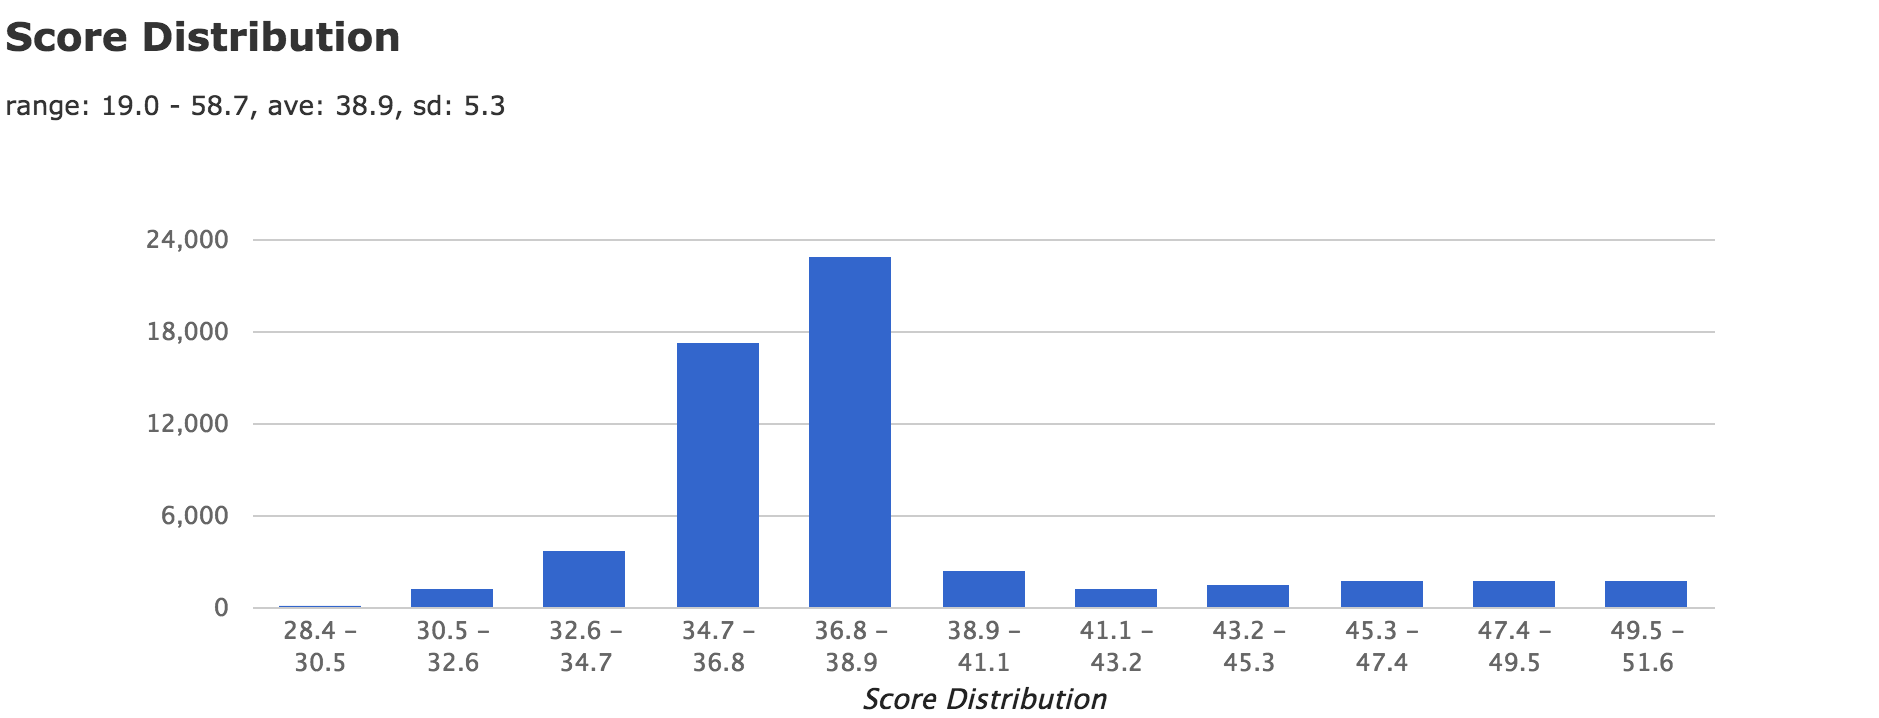 Score Distribution
range: 19.0 - 58.7, ave: 38.9, sd: 5.3
24,000
18,000
12,000
6,000
0
28.4 – 30.5 – 32.6 – 34.7 – 36.8 – 38.9 – 41.1 – 43.2 – 45.3 – 47.4 – 49.5 –
30.5 32.6 34.7 36.8 38.9 41.1 43.2 45.3 47.4 49.5 51.6
Score Distribution